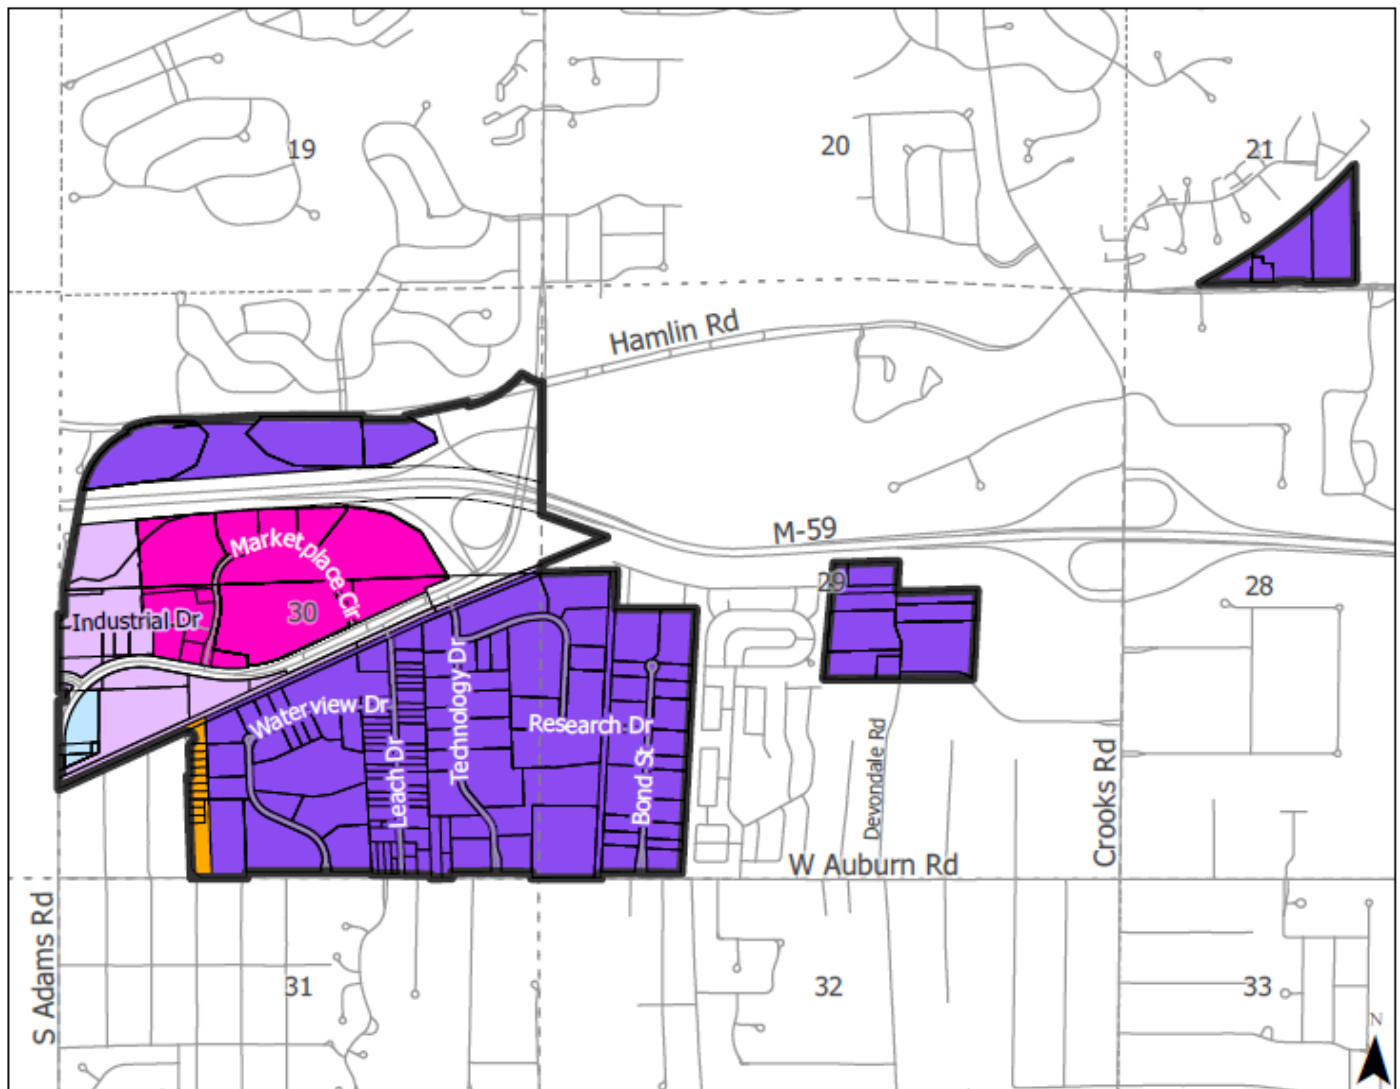 19
20
21
Hamlin Rd
M-59
Marketplace Cir
29
28
30
Industrial Dr
Waterview Dr
Technology Dr
Research Dr
Leach Dr
Bond St
Devondale Rd
Crooks Rd
W Auburn Rd
S Adams Rd
31
32
33
N